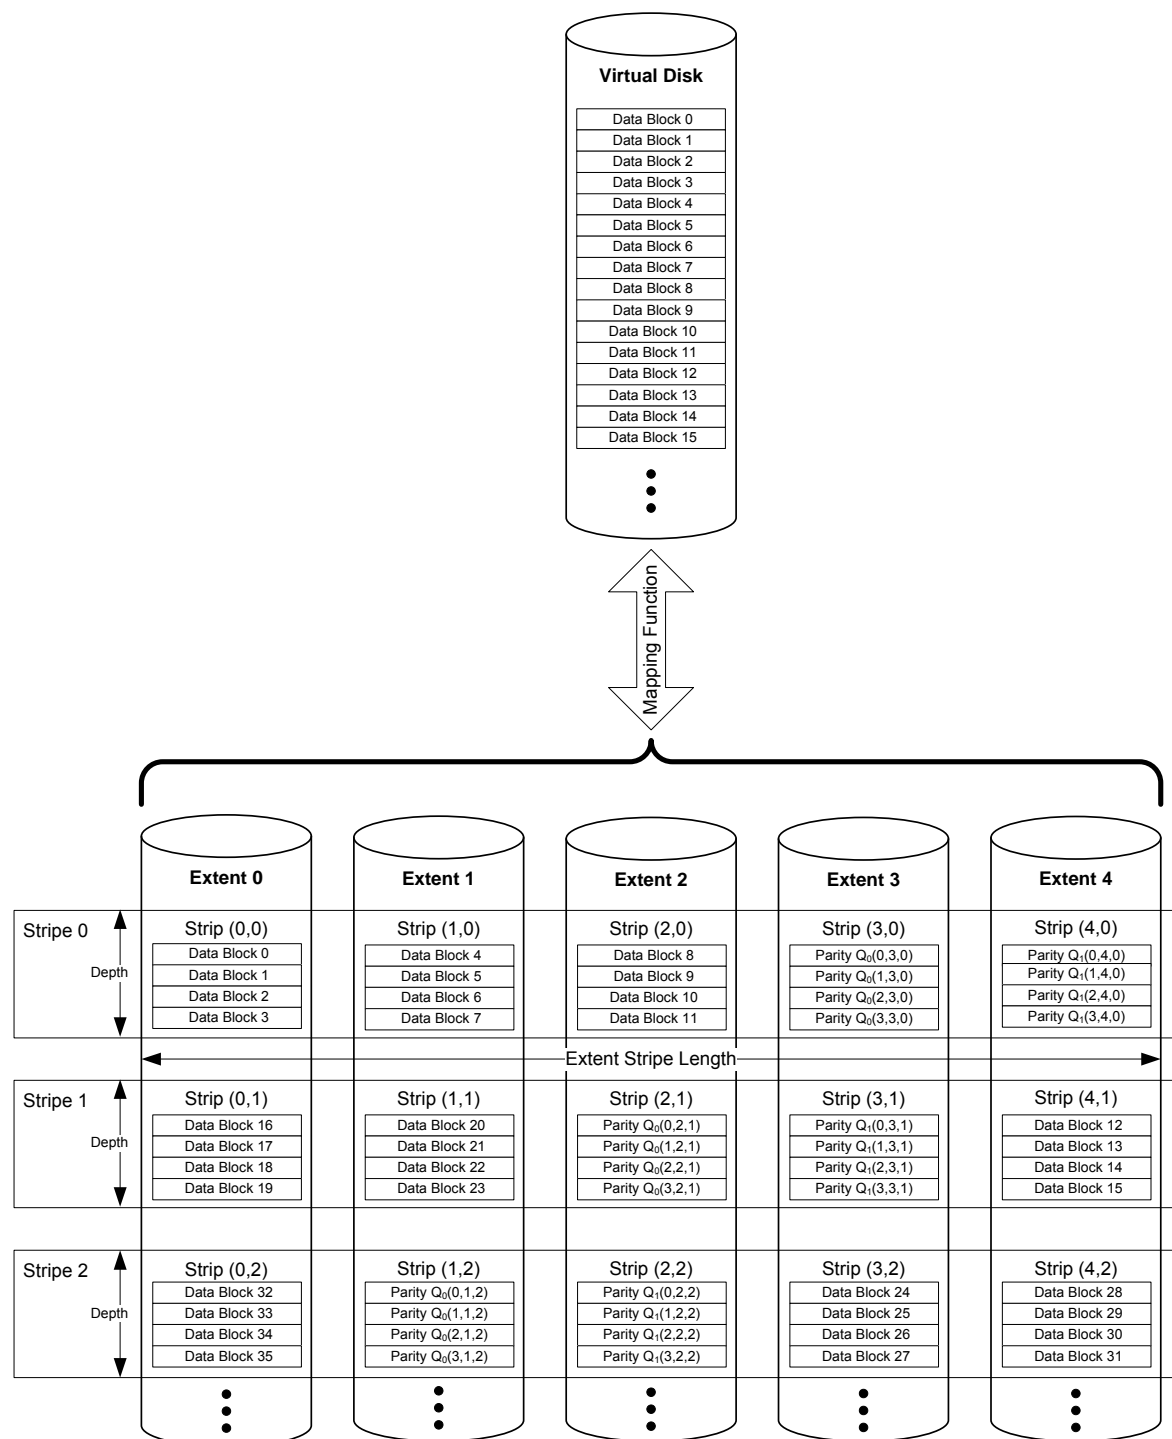 Virtual Disk
Data Block 0
Data Block 1
Data Block 2
Data Block 3
Data Block 4
Data Block 5
Data Block 6
Data Block 7
Data Block 8
Data Block 9
Data Block 10
Data Block 11
Data Block 12
Data Block 13
Data Block 14
Data Block 15
Mapping Function
Extent 0
Extent 1
Extent 2
Extent 3
Extent 4
Stripe 0
Depth
Strip (0,0)
Data Block 0
Data Block 1
Data Block 2
Data Block 3
Strip (1,0)
Data Block 4
Data Block 5
Data Block 6
Data Block 7
Strip (2,0)
Data Block 8
Data Block 9
Data Block 10
Data Block 11
Strip (3,0)
Parity Q₀(0,3,0)
Parity Q₀(1,3,0)
Parity Q₀(2,3,0)
Parity Q₀(3,3,0)
Strip (4,0)
Parity Q₁(0,4,0)
Parity Q₁(1,4,0)
Parity Q₁(2,4,0)
Parity Q₁(3,4,0)
Extent Stripe Length
Stripe 1
Depth
Strip (0,1)
Data Block 16
Data Block 17
Data Block 18
Data Block 19
Strip (1,1)
Data Block 20
Data Block 21
Data Block 22
Data Block 23
Strip (2,1)
Parity Q₀(0,2,1)
Parity Q₀(1,2,1)
Parity Q₀(2,2,1)
Parity Q₀(3,2,1)
Strip (3,1)
Parity Q₁(0,3,1)
Parity Q₁(1,3,1)
Parity Q₁(2,3,1)
Parity Q₁(3,3,1)
Strip (4,1)
Data Block 12
Data Block 13
Data Block 14
Data Block 15
Stripe 2
Depth
Strip (0,2)
Data Block 32
Data Block 33
Data Block 34
Data Block 35
Strip (1,2)
Parity Q₀(0,1,2)
Parity Q₀(1,1,2)
Parity Q₀(2,1,2)
Parity Q₀(3,1,2)
Strip (2,2)
Parity Q₁(0,2,2)
Parity Q₁(1,2,2)
Parity Q₁(2,2,2)
Parity Q₁(3,2,2)
Strip (3,2)
Data Block 24
Data Block 25
Data Block 26
Data Block 27
Strip (4,2)
Data Block 28
Data Block 29
Data Block 30
Data Block 31